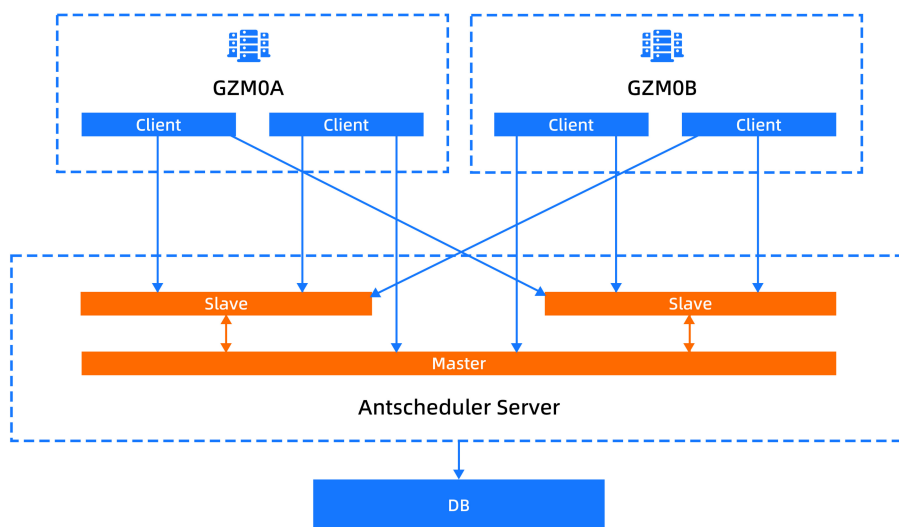 GZM0A
GZM0B
Client
Client
Client
Client
Slave
Slave
Master
Antscheduler Server
DB